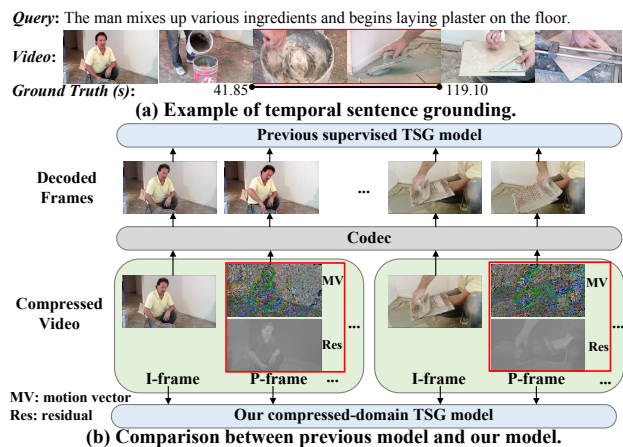 Query: The man mixes up various ingredients and begins laying plaster on the floor.
Video:
Ground Truth (s) 41.85 119.10
(a) Example of temporal sentence grounding.
Previous supervised TSG model
Decoded
Frames
...
Codec
Compressed
Video
MV
Res
...
I-frame P-frame ...
MV
Res
...
I-frame P-frame ...
MV: motion vector
Res: residual
Our compressed-domain TSG model
(b) Comparison between previous model and our model.